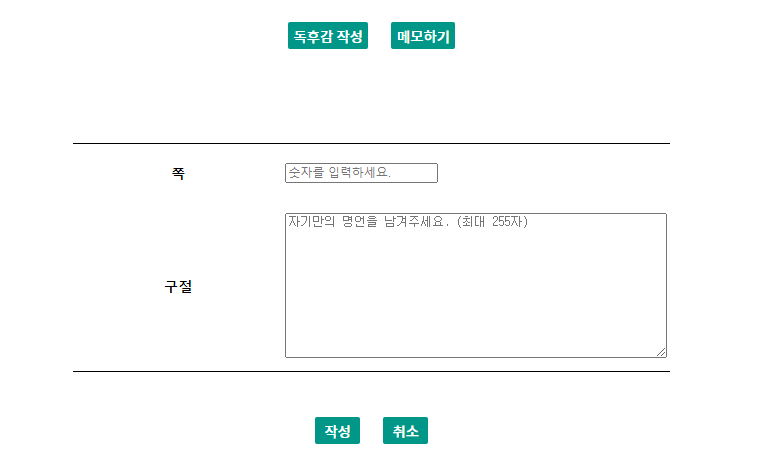 독후감 작성 메모하기
쪽 숫자를 입력하세요.
자기만의 명언을 남겨주세요. (최대 255자)
구절
작성 취소